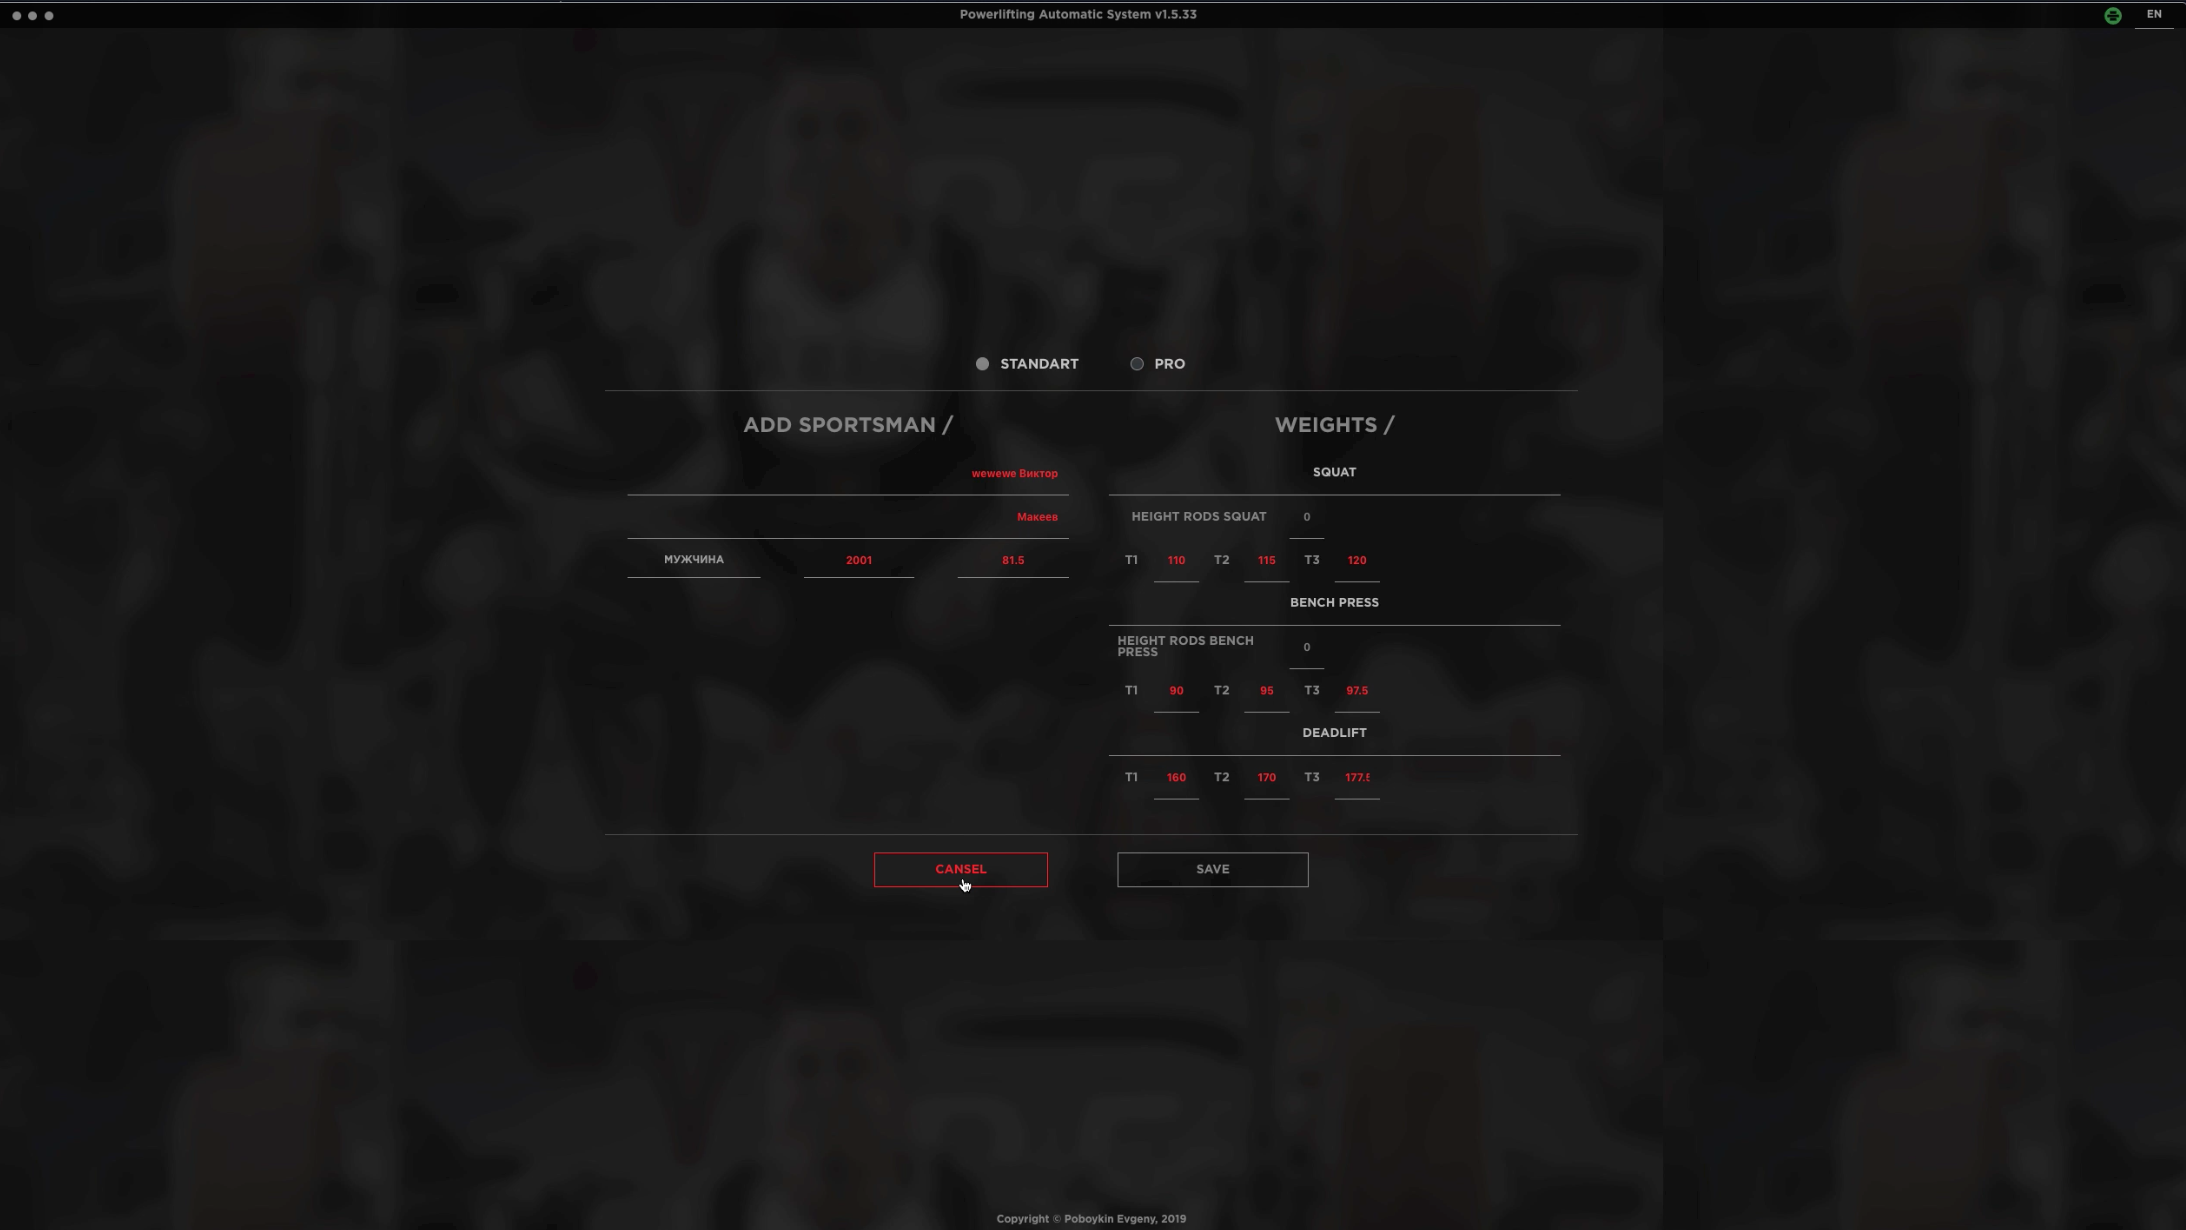 Powerlifting Automatic System v1.5.33
EN
STANDART PRO
ADD SPORTSMAN /
wewewe Виктор
Макеев
МУЖЧИНА 2001 81.5
WEIGHTS /
SQUAT
HEIGHT RODS SQUAT 0
T1 110 T2 115 T3 120
BENCH PRESS
HEIGHT RODS BENCH
PRESS 0
T1 90 T2 95 T3 97.5
DEADLIFT
T1 160 T2 170 T3 177.5
CANSEL SAVE
Copyright © Poboykin Evgeny, 2019